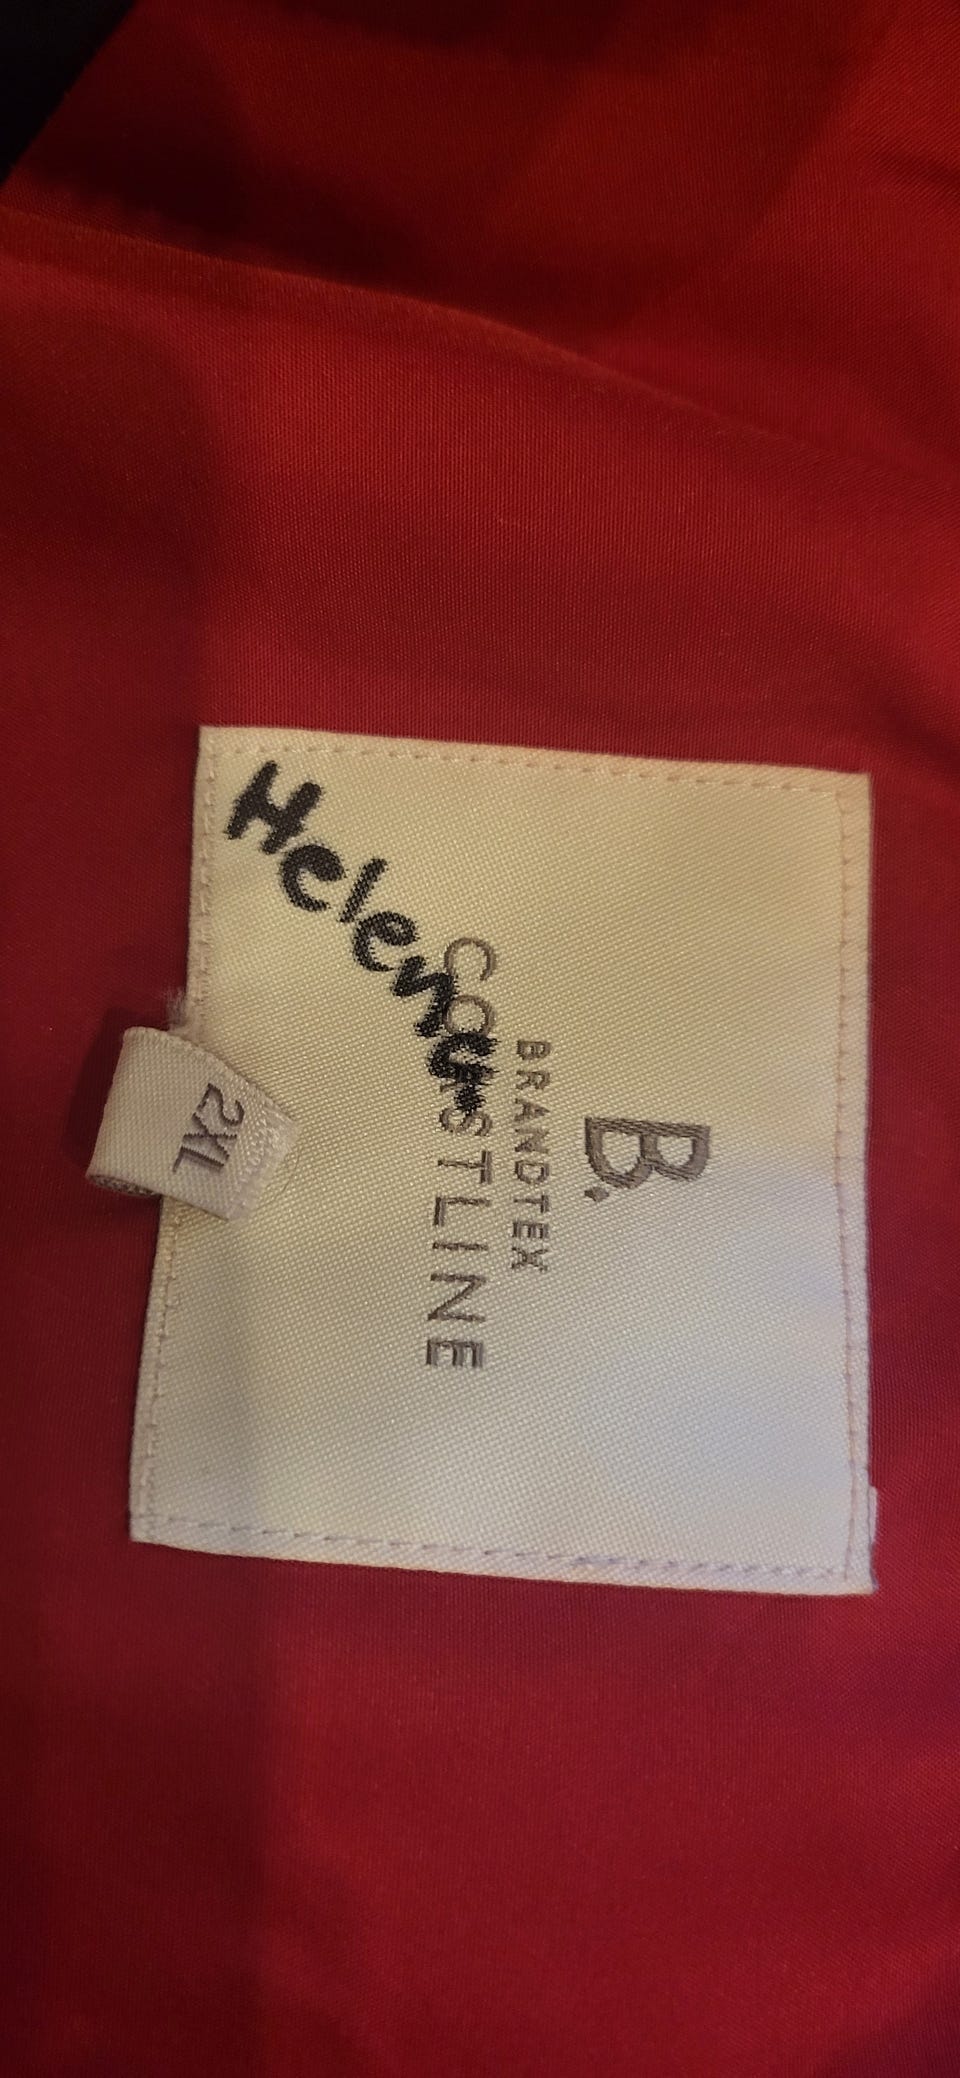 B.
BRANDTEX
COASTLINE
Helena.
2XL